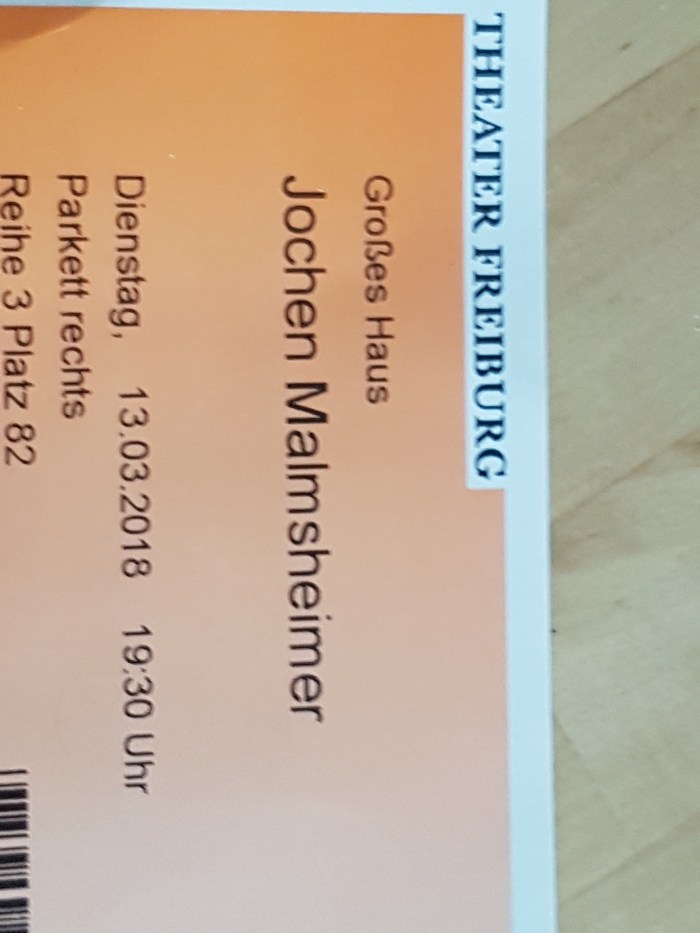 THEATER FREIBURG
Großes Haus
Jochen Malmsheimer
Dienstag, 13.03.2018 19:30 Uhr
Parkett rechts
Reihe 3 Platz 82